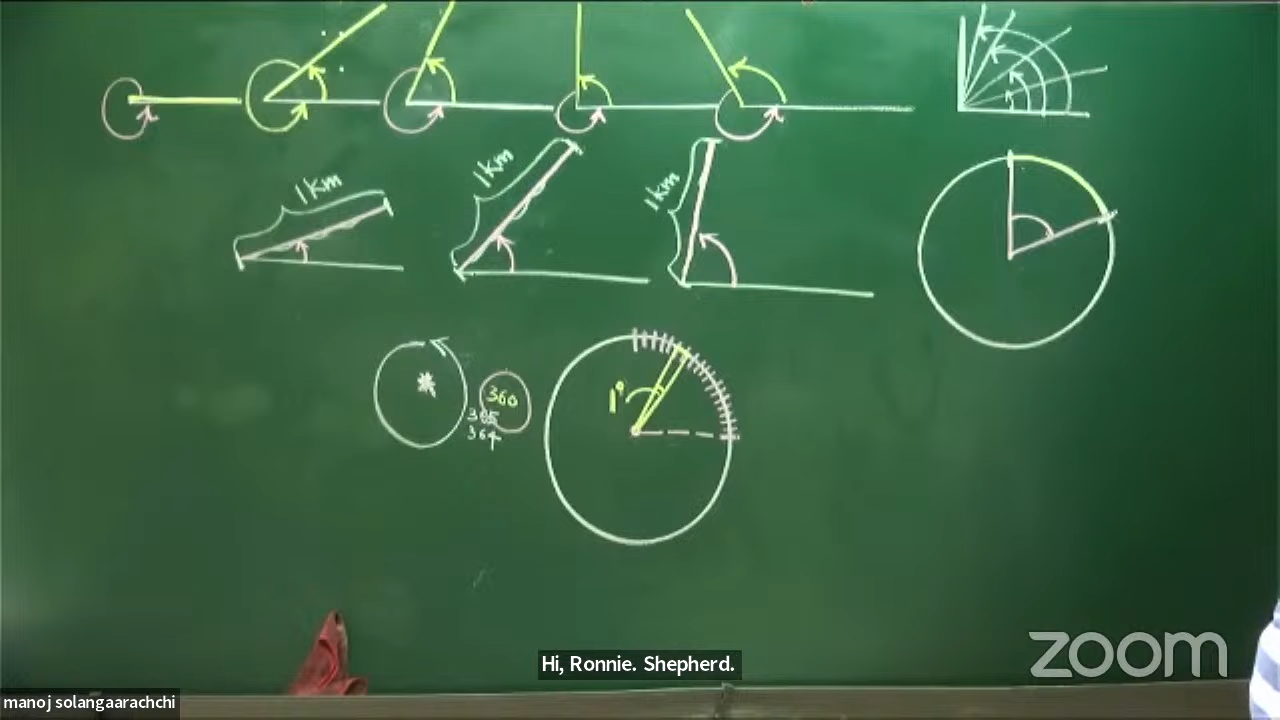 1km
1km
1km
360
365
364
1°
Hi, Ronnie. Shepherd.
zoom
manoj solangaarachchi